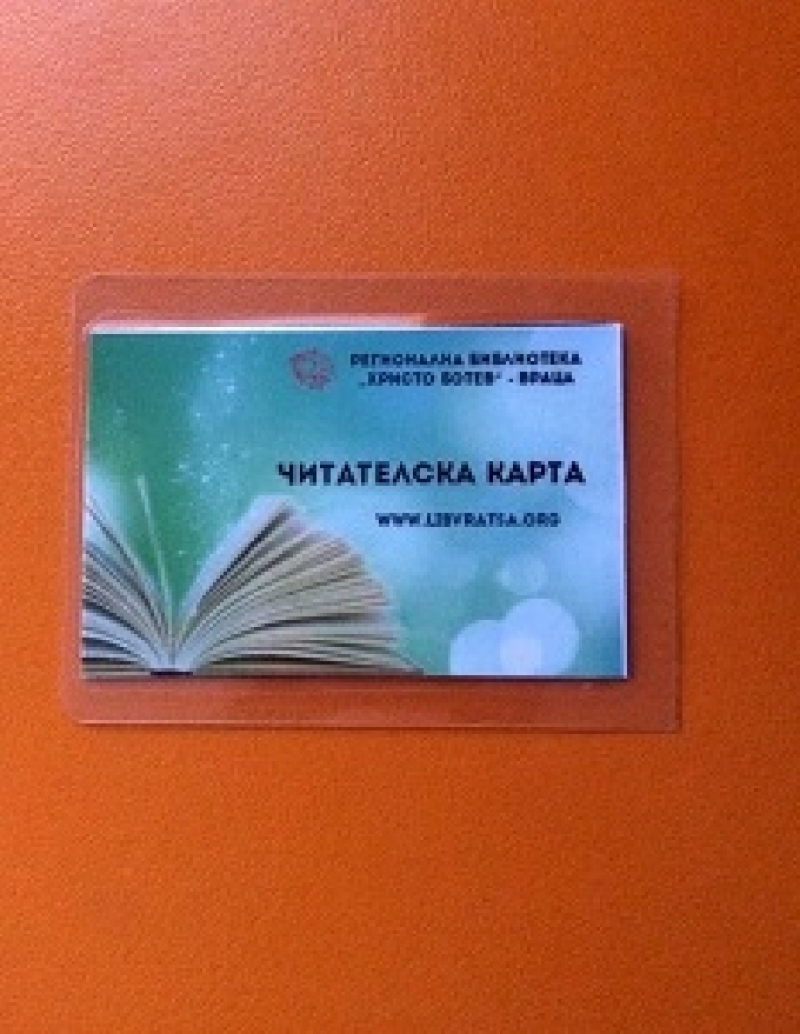 РЕГИОНАЛНА БИБЛИОТЕКА
„ХРИСТО БОТЕВ“ - ВРАЦА
ЧИТАТЕЛСКА КАРТА
WWW.LIBVRATSA.ORG